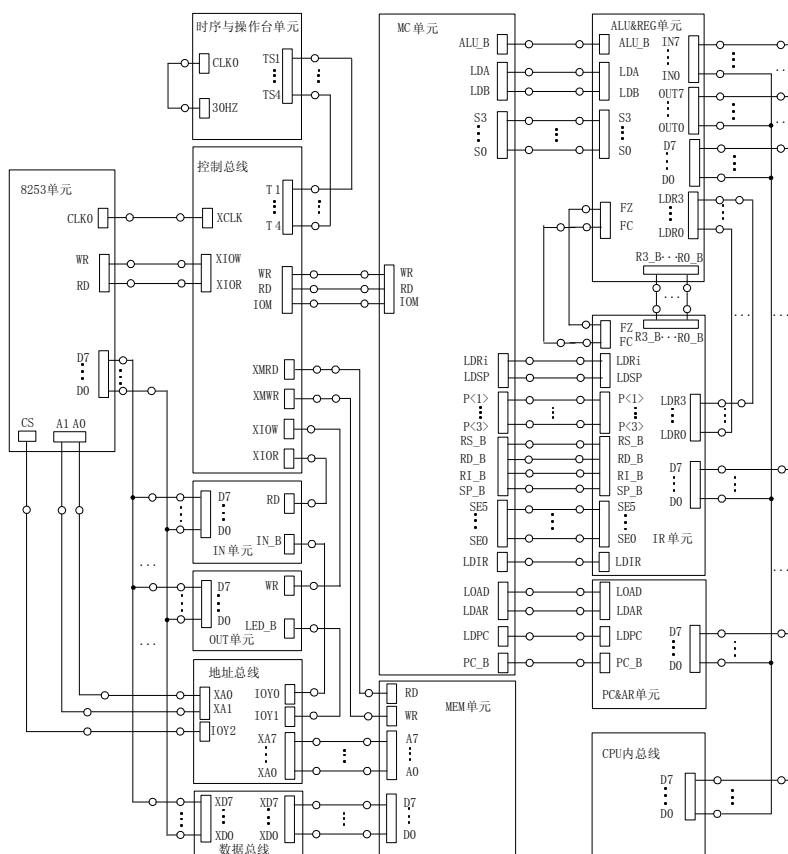 时序与操作台单元
CLK0
30HZ
TS1
TS4
控制总线
XCLK
T1
T4
XIOW
XIOR
WR
RD
IOM
XMRD
XMWR
XIOW
XIOR
8253单元
CLK0
WR
RD
D7
D0
CS
A1 A0
D7
D0
RD
IN_B
IN单元
D7
D0
WR
LED_B
OUT单元
地址总线
XA0
XA1
IOY2
IOY0
IOY1
XA7
XA0
XD7
XD0
XD7
XD0
数据总线
MC单元
ALU_B
LDA
LDB
S3
S0
WR
RD
IOM
LDRi
LDSP
P<1>
P<3>
RS_B
RD_B
RI_B
SP_B
SE5
SE0
LDIR
LOAD
LDAR
LDPC
PC_B
MEM单元
RD
WR
A7
A0
D7
D0
ALU&REG单元
ALU_B
LDA
LDB
S3
S0
IN7
IN0
OUT7
OUT0
D7
D0
FZ
FC
LDR3
LDR0
R3_B···R0_B
FZ
FC
R3_B···R0_B
LDRi
LDSP
P<1>
P<3>
LDR3
LDR0
RS_B
RD_B
RI_B
SP_B
D7
D0
SE5
SE0
IR单元
LDIR
LOAD
LDAR
LDPC
PC_B
D7
D0
PC&AR单元
CPU内总线
D7
D0